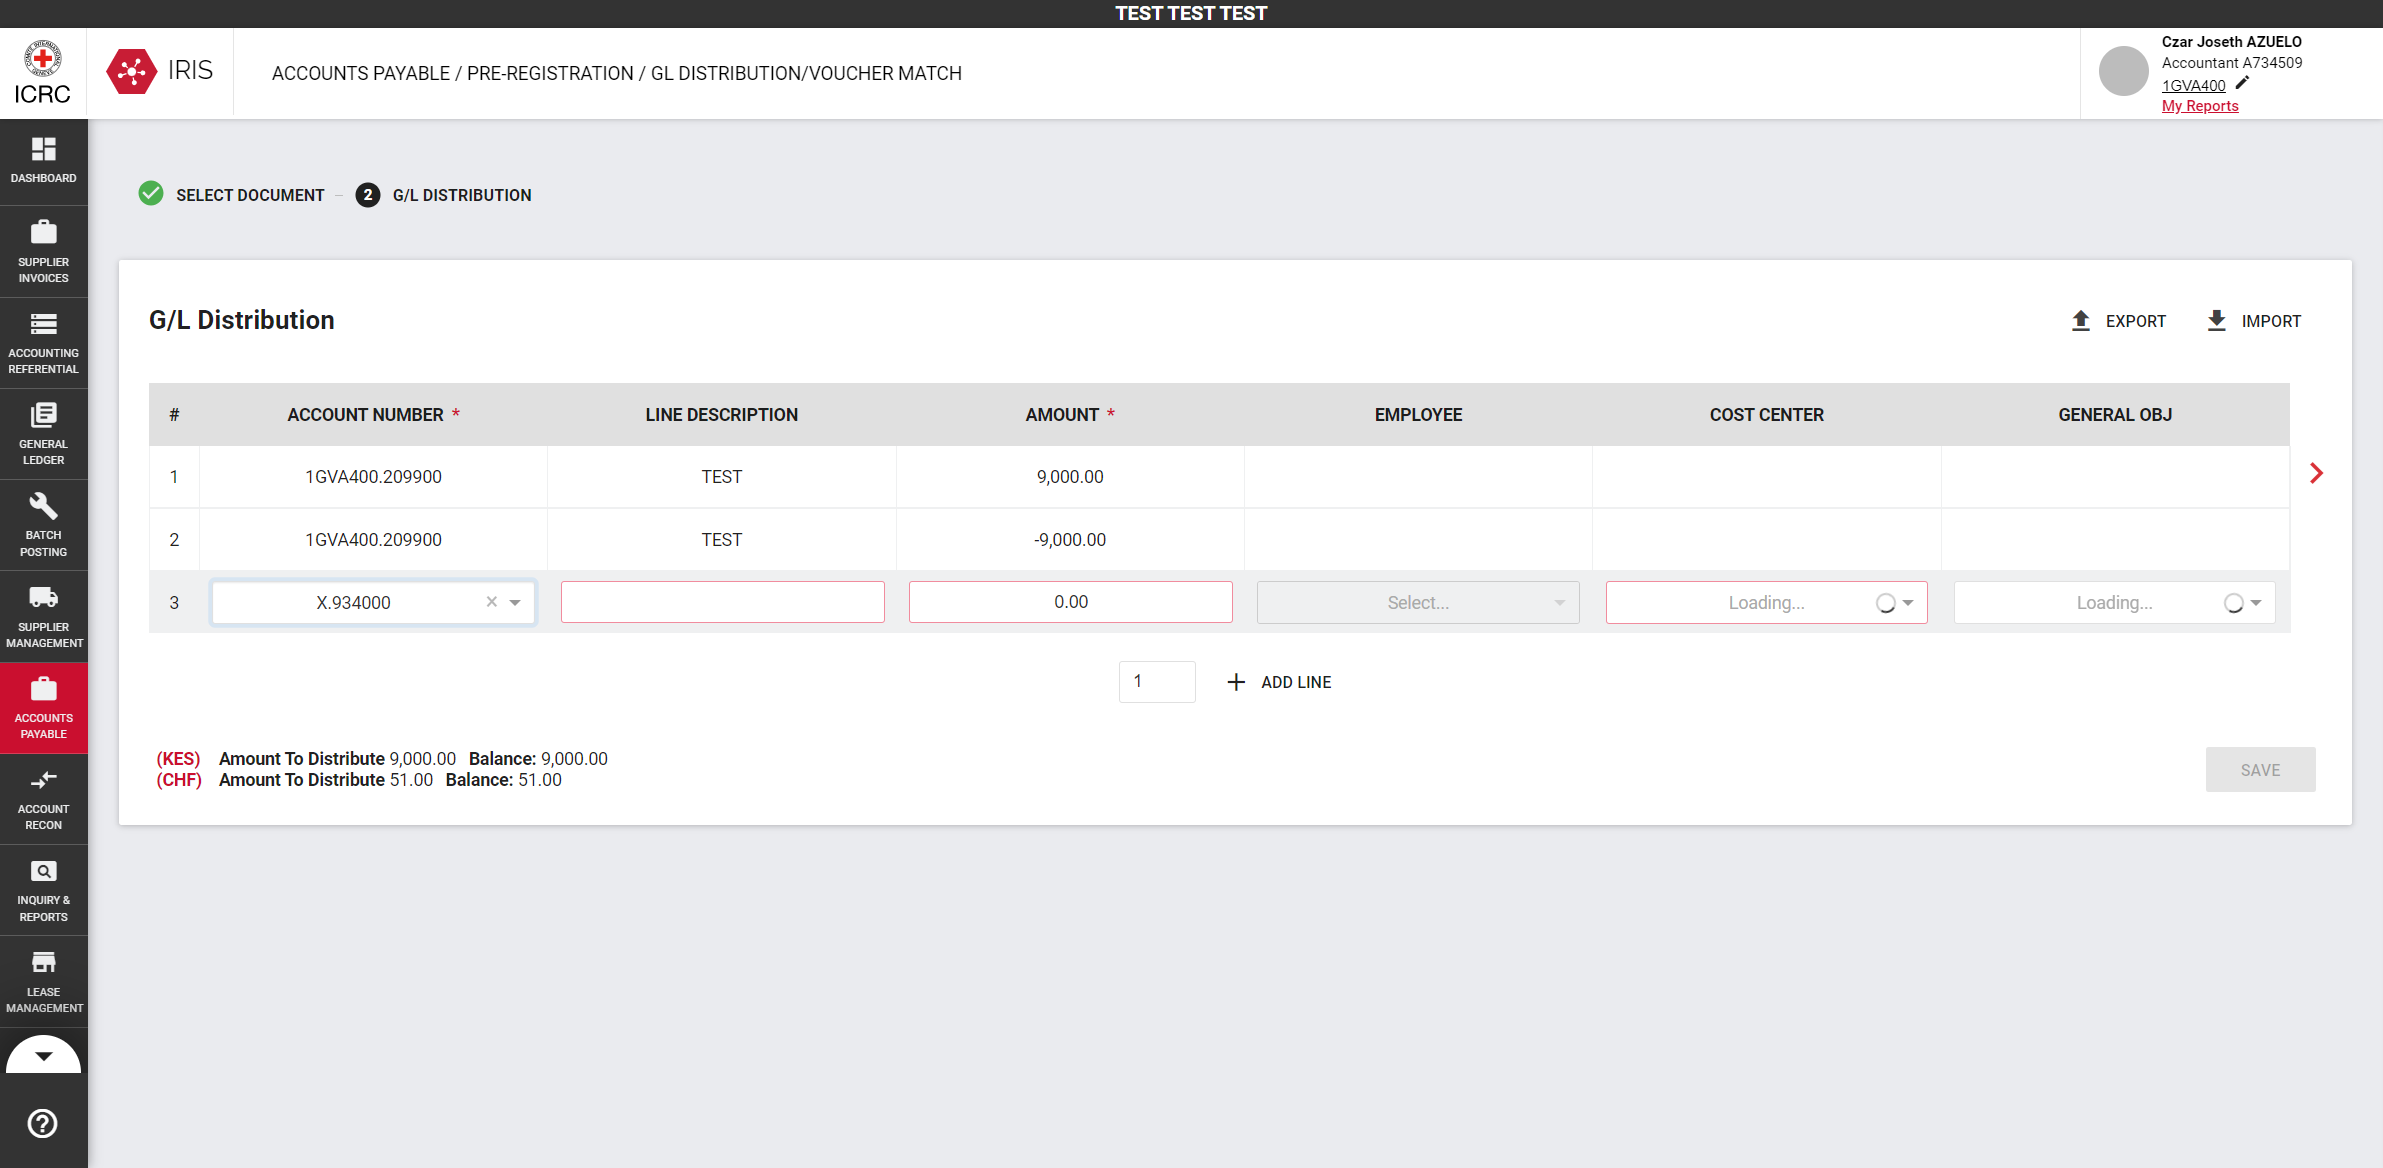 TEST TEST TEST
COMITE INTERNATIONAL GENEVE
ICRC
IRIS
ACCOUNTS PAYABLE / PRE-REGISTRATION / GL DISTRIBUTION/VOUCHER MATCH
Czar Joseth AZUELO
Accountant A734509
1GVA400
My Reports
DASHBOARD
SUPPLIER
INVOICES
ACCOUNTING
REFERENTIAL
GENERAL
LEDGER
BATCH
POSTING
SUPPLIER
MANAGEMENT
ACCOUNTS
PAYABLE
ACCOUNT
RECON
INQUIRY &
REPORTS
LEASE
MANAGEMENT
SELECT DOCUMENT – 2 G/L DISTRIBUTION
G/L Distribution
EXPORT IMPORT
# ACCOUNT NUMBER * LINE DESCRIPTION AMOUNT * EMPLOYEE COST CENTER GENERAL OBJ
1 1GVA400.209900 TEST 9,000.00
2 1GVA400.209900 TEST -9,000.00
3 X.934000 × 0.00 Select... Loading... Loading...
1 + ADD LINE
(KES) Amount To Distribute 9,000.00 Balance: 9,000.00
(CHF) Amount To Distribute 51.00 Balance: 51.00
SAVE